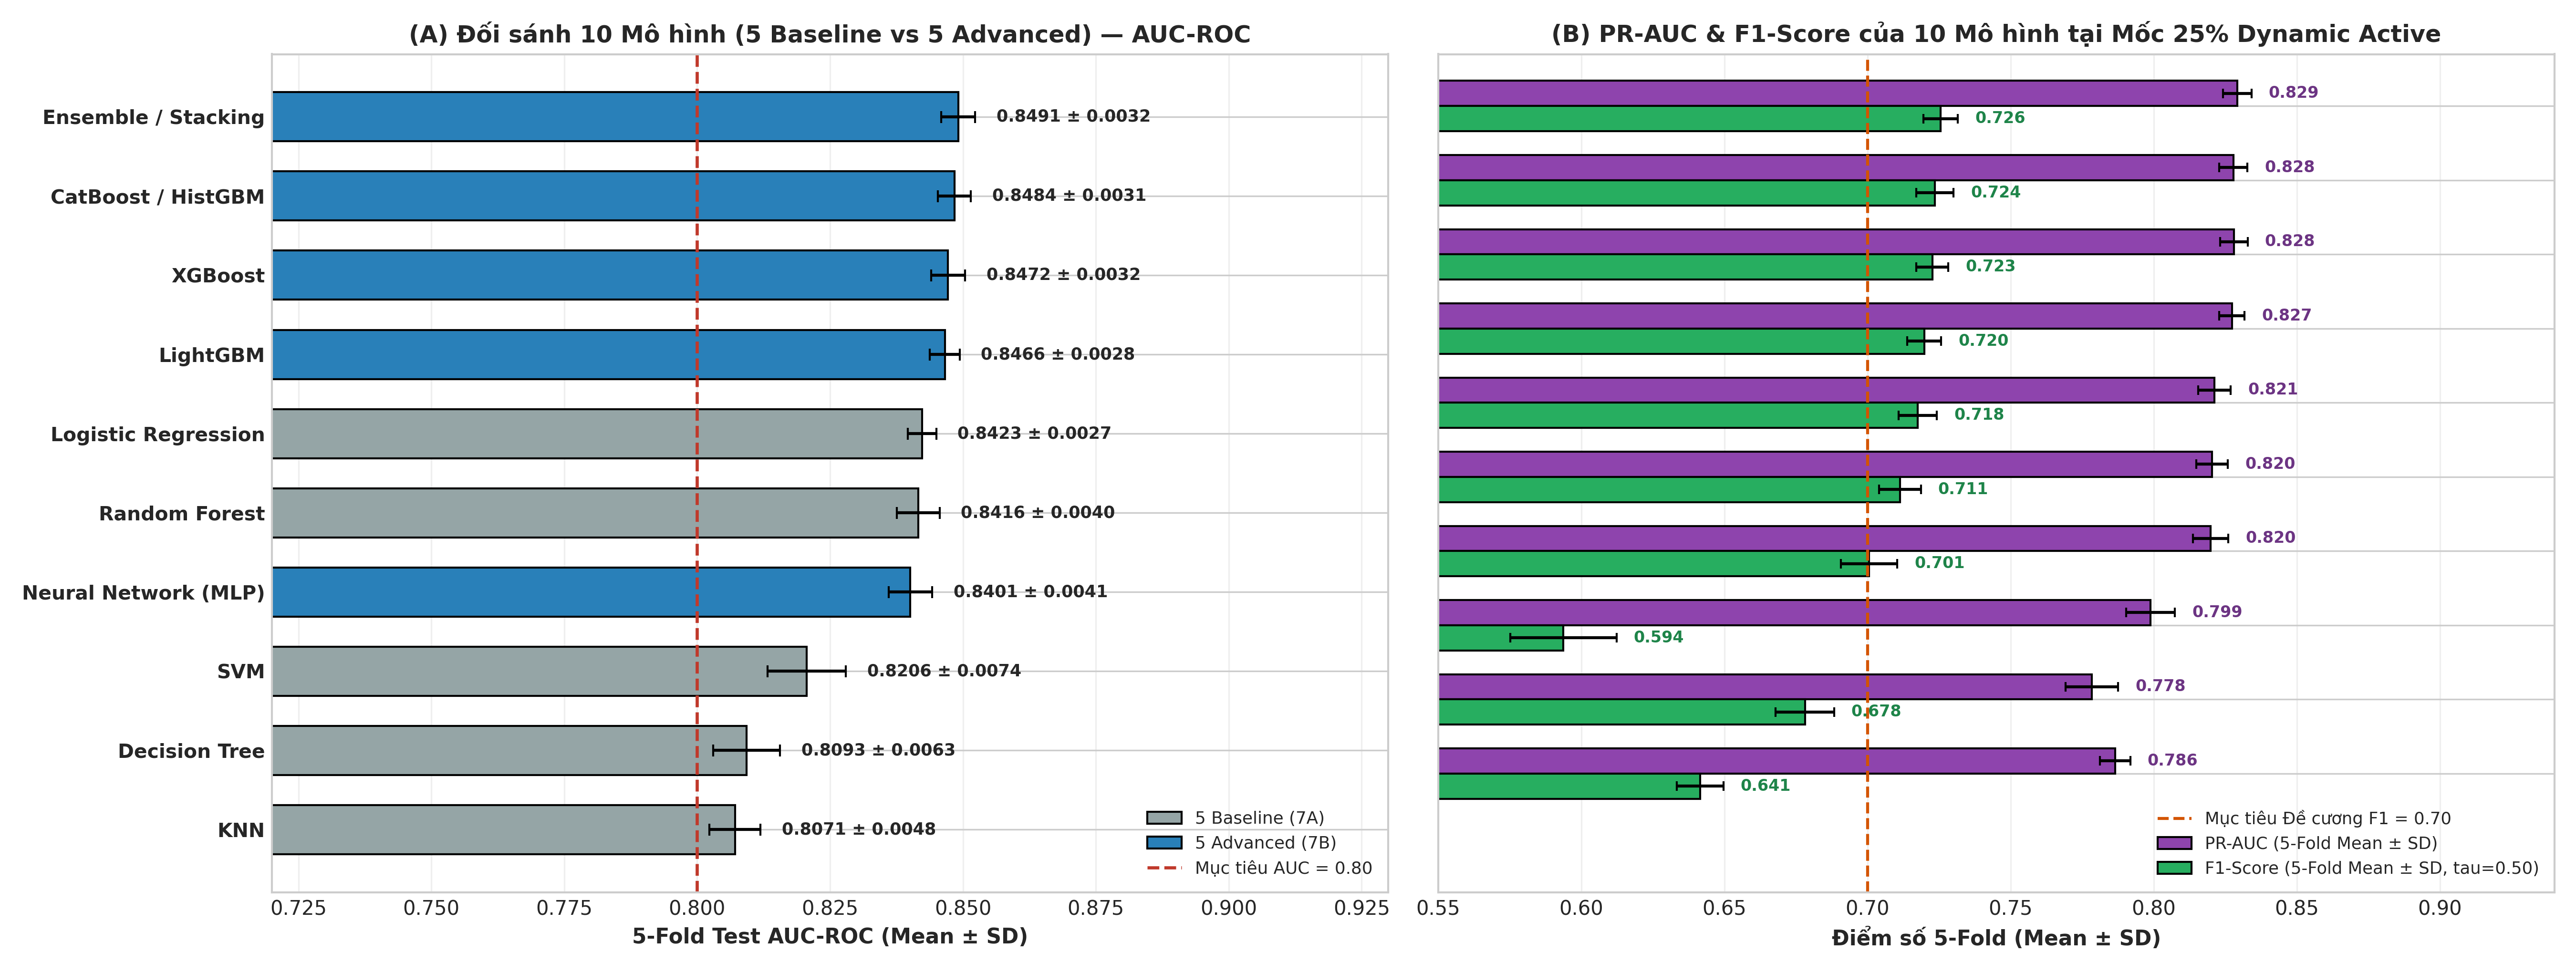 (A) Đối sánh 10 Mô hình (5 Baseline vs 5 Advanced) — AUC-ROC
Ensemble / Stacking
0.8491 ± 0.0032
CatBoost / HistGBM
0.8484 ± 0.0031
XGBoost
0.8472 ± 0.0032
LightGBM
0.8466 ± 0.0028
Logistic Regression
0.8423 ± 0.0027
Random Forest
0.8416 ± 0.0040
Neural Network (MLP)
0.8401 ± 0.0041
SVM
0.8206 ± 0.0074
Decision Tree
0.8093 ± 0.0063
KNN
0.8071 ± 0.0048
5 Baseline (7A)
5 Advanced (7B)
Mục tiêu AUC = 0.80
0.725 0.750 0.775 0.800 0.825 0.850 0.875 0.900 0.925
5-Fold Test AUC-ROC (Mean ± SD)
(B) PR-AUC & F1-Score của 10 Mô hình tại Mốc 25% Dynamic Active
0.829
0.726
0.828
0.724
0.828
0.723
0.827
0.720
0.821
0.718
0.820
0.711
0.820
0.701
0.799
0.594
0.778
0.678
0.786
0.641
Mục tiêu Đề cương F1 = 0.70
PR-AUC (5-Fold Mean ± SD)
F1-Score (5-Fold Mean ± SD, tau=0.50)
0.55 0.60 0.65 0.70 0.75 0.80 0.85 0.90
Điểm số 5-Fold (Mean ± SD)